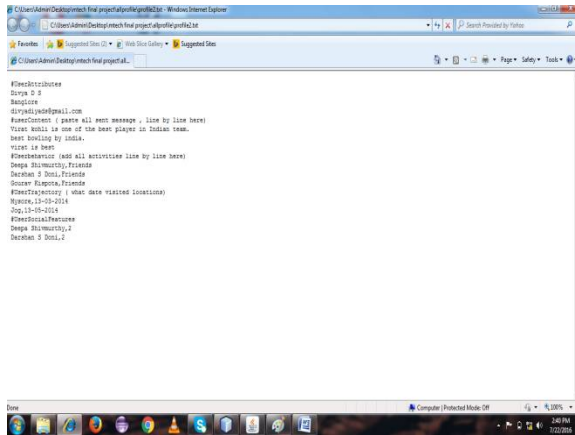 C:\Users\Admin\Desktop\mtech final project\allprofile\profile2.txt - Windows Internet Explorer
C:\Users\Admin\Desktop\mtech final project\allprofile\profile2.txt
Search Provided by Yahoo
Favorites Suggested Sites (2) Web Slice Gallery Suggested Sites
C:\Users\Admin\Desktop\mtech final project\all...
Page Safety Tools
#UserAttributes
Divya D S
Banglore
divyadiyads@gmail.com
#userContent ( paste all sent message , line by line here)
Virat kohli is one of the best player in Indian team.
best bowling by india.
virat is best
#Userbehavior (add all activities line by line here)
Deepa Shivmurthy,Friends
Darshan S Doni,Friends
Gourav Kispota,Friends
#UserTrajectory ( what date visited locations)
Mysore,13-03-2014
Jog,13-05-2014
#UserSocialFeatures
Deepa Shivmurthy,2
Darshan S Doni,2
Done
Computer | Protected Mode: Off
100%
2:40 PM
7/22/2016